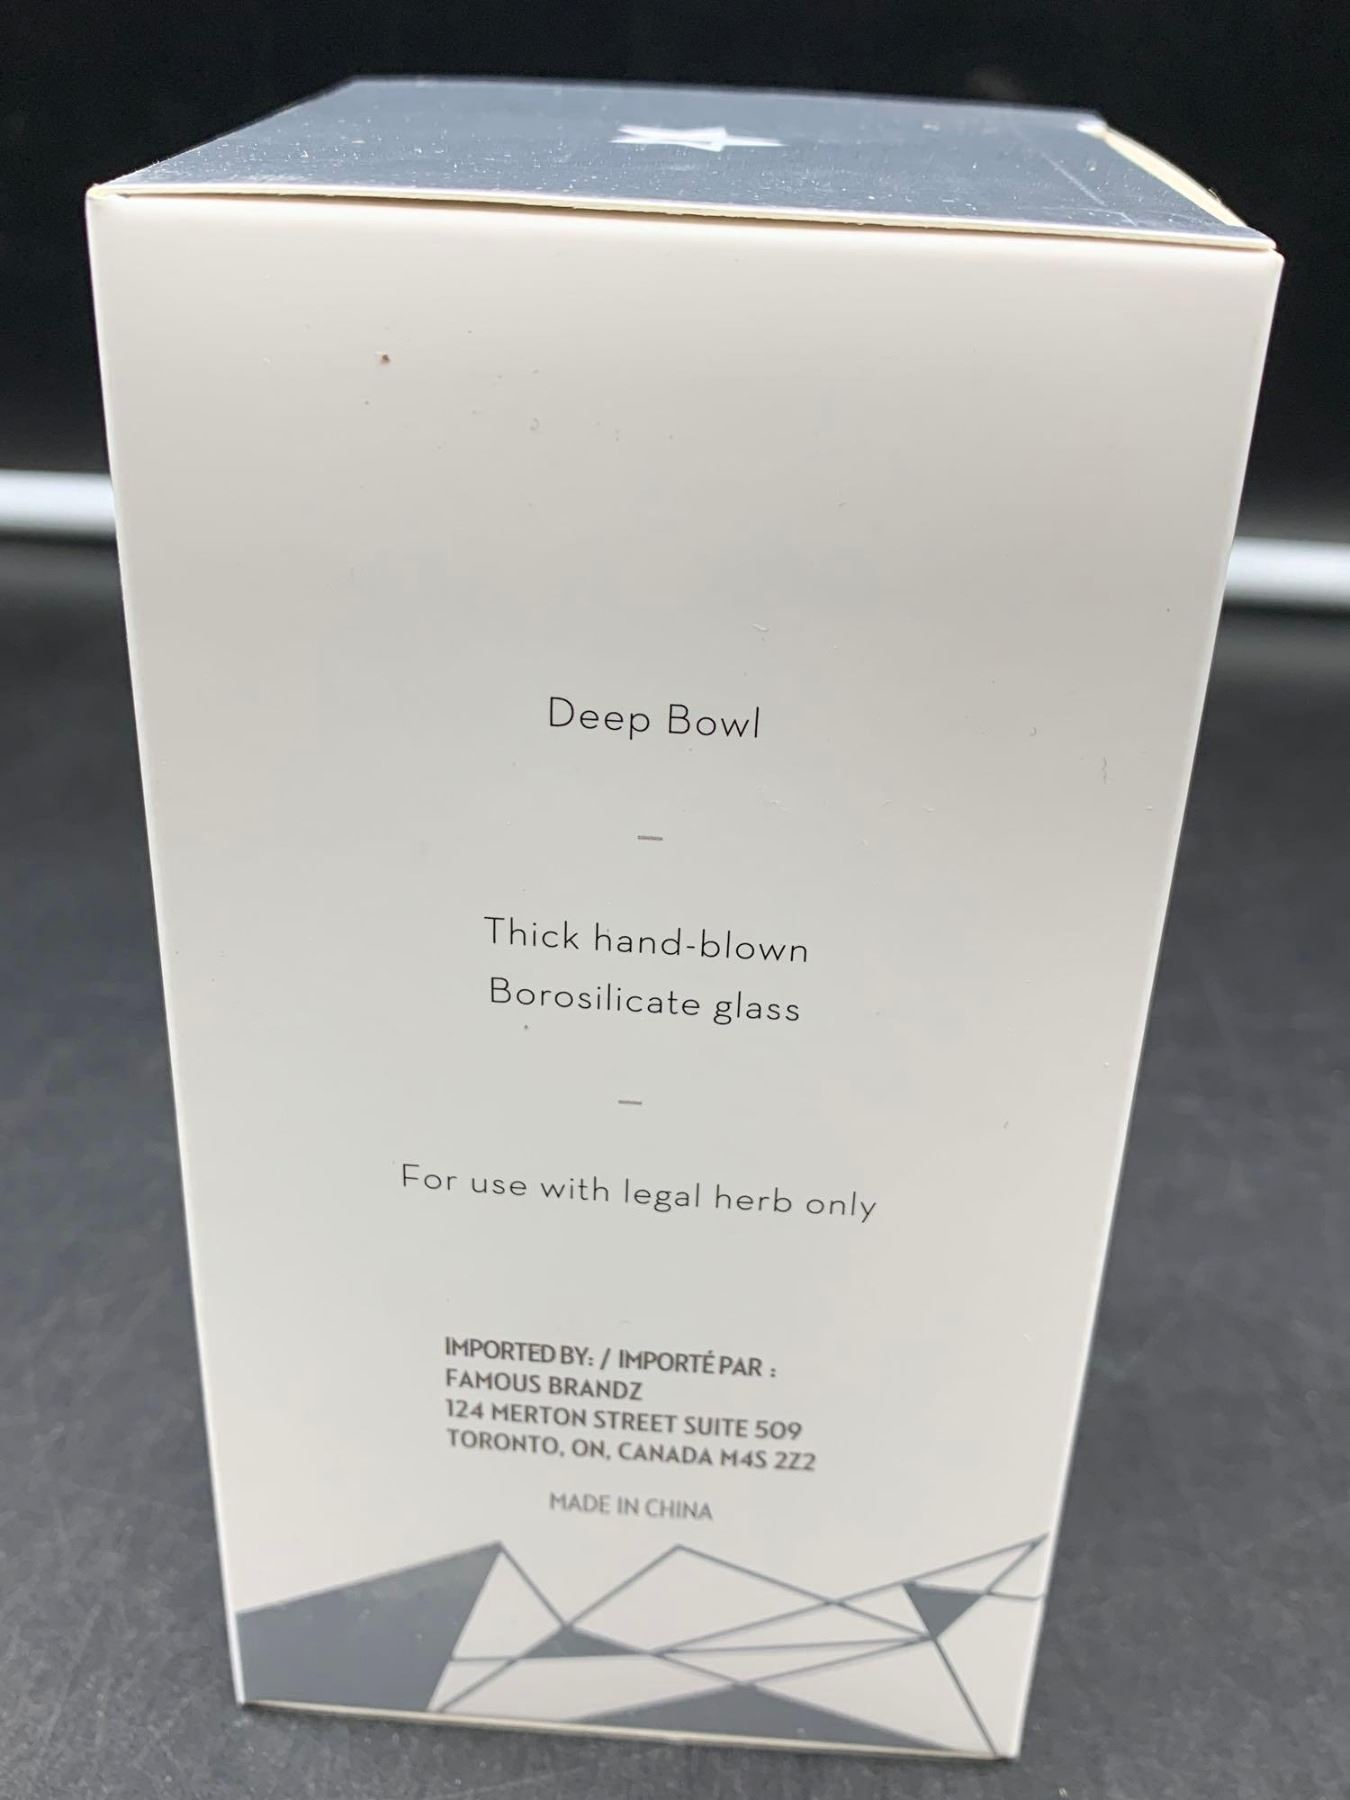 Deep Bowl
—
Thick hand-blown
Borosilicate glass
—
For use with legal herb only
IMPORTED BY: / IMPORTÉ PAR :
FAMOUS BRANDZ
124 MERTON STREET SUITE 509
TORONTO, ON, CANADA M4S 2Z2
MADE IN CHINA